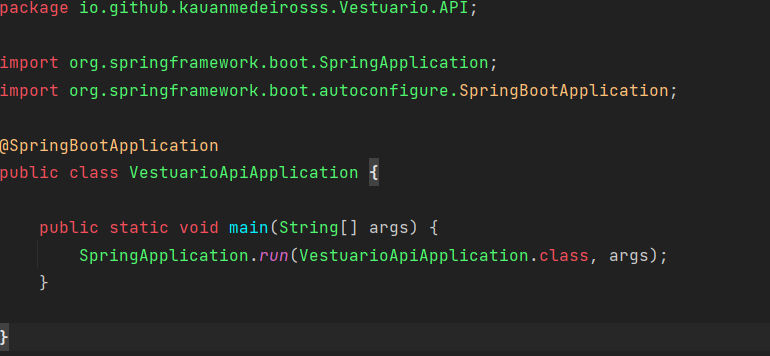 package io.github.kauanmedeirosss.Vestuario.API;
import org.springframework.boot.SpringApplication;
import org.springframework.boot.autoconfigure.SpringBootApplication;
@SpringBootApplication
public class VestuarioApiApplication {
    public static void main(String[] args) {
        SpringApplication.run(VestuarioApiApplication.class, args);
    }
}